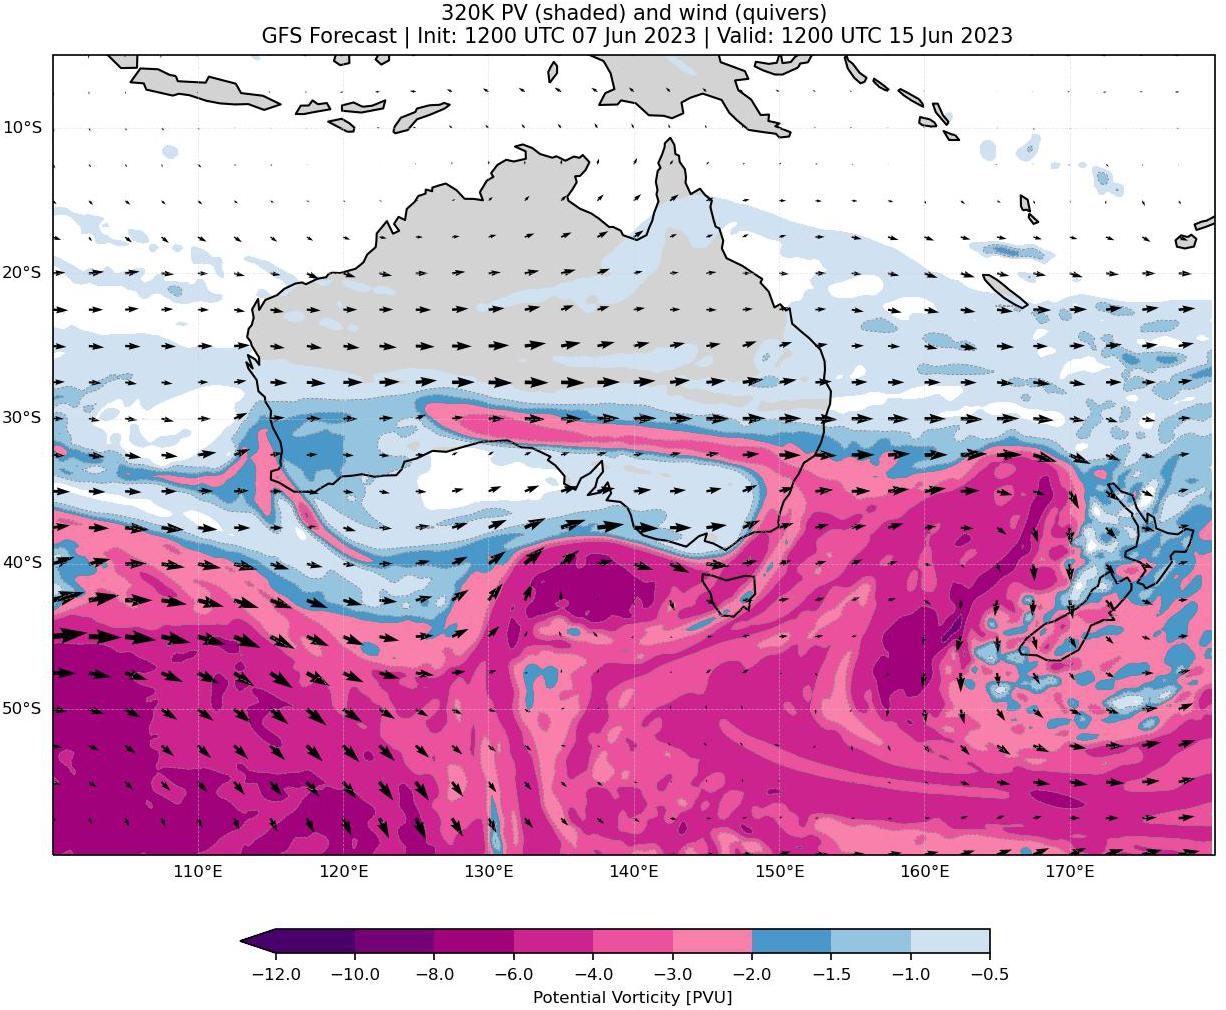 320K PV (shaded) and wind (quivers)
GFS Forecast | Init: 1200 UTC 07 Jun 2023 | Valid: 1200 UTC 15 Jun 2023
10°S
20°S
30°S
40°S
50°S
110°E 120°E 130°E 140°E 150°E 160°E 170°E
−12.0 −10.0 −8.0 −6.0 −4.0 −3.0 −2.0 −1.5 −1.0 −0.5
Potential Vorticity [PVU]